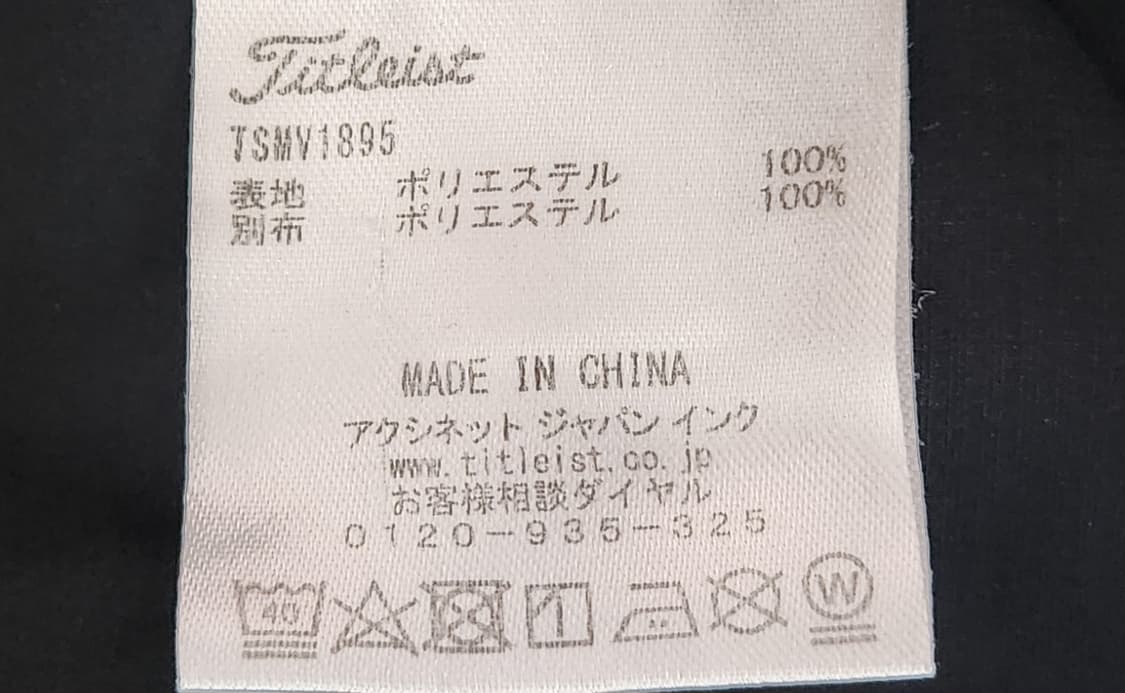 Titleist
TSMV1895
表地 ポリエステル 100%
別布 ポリエステル 100%
MADE IN CHINA
アクシネット ジャパン インク
www.titleist.co.jp
お客様相談ダイヤル
0120-935-325
40 W